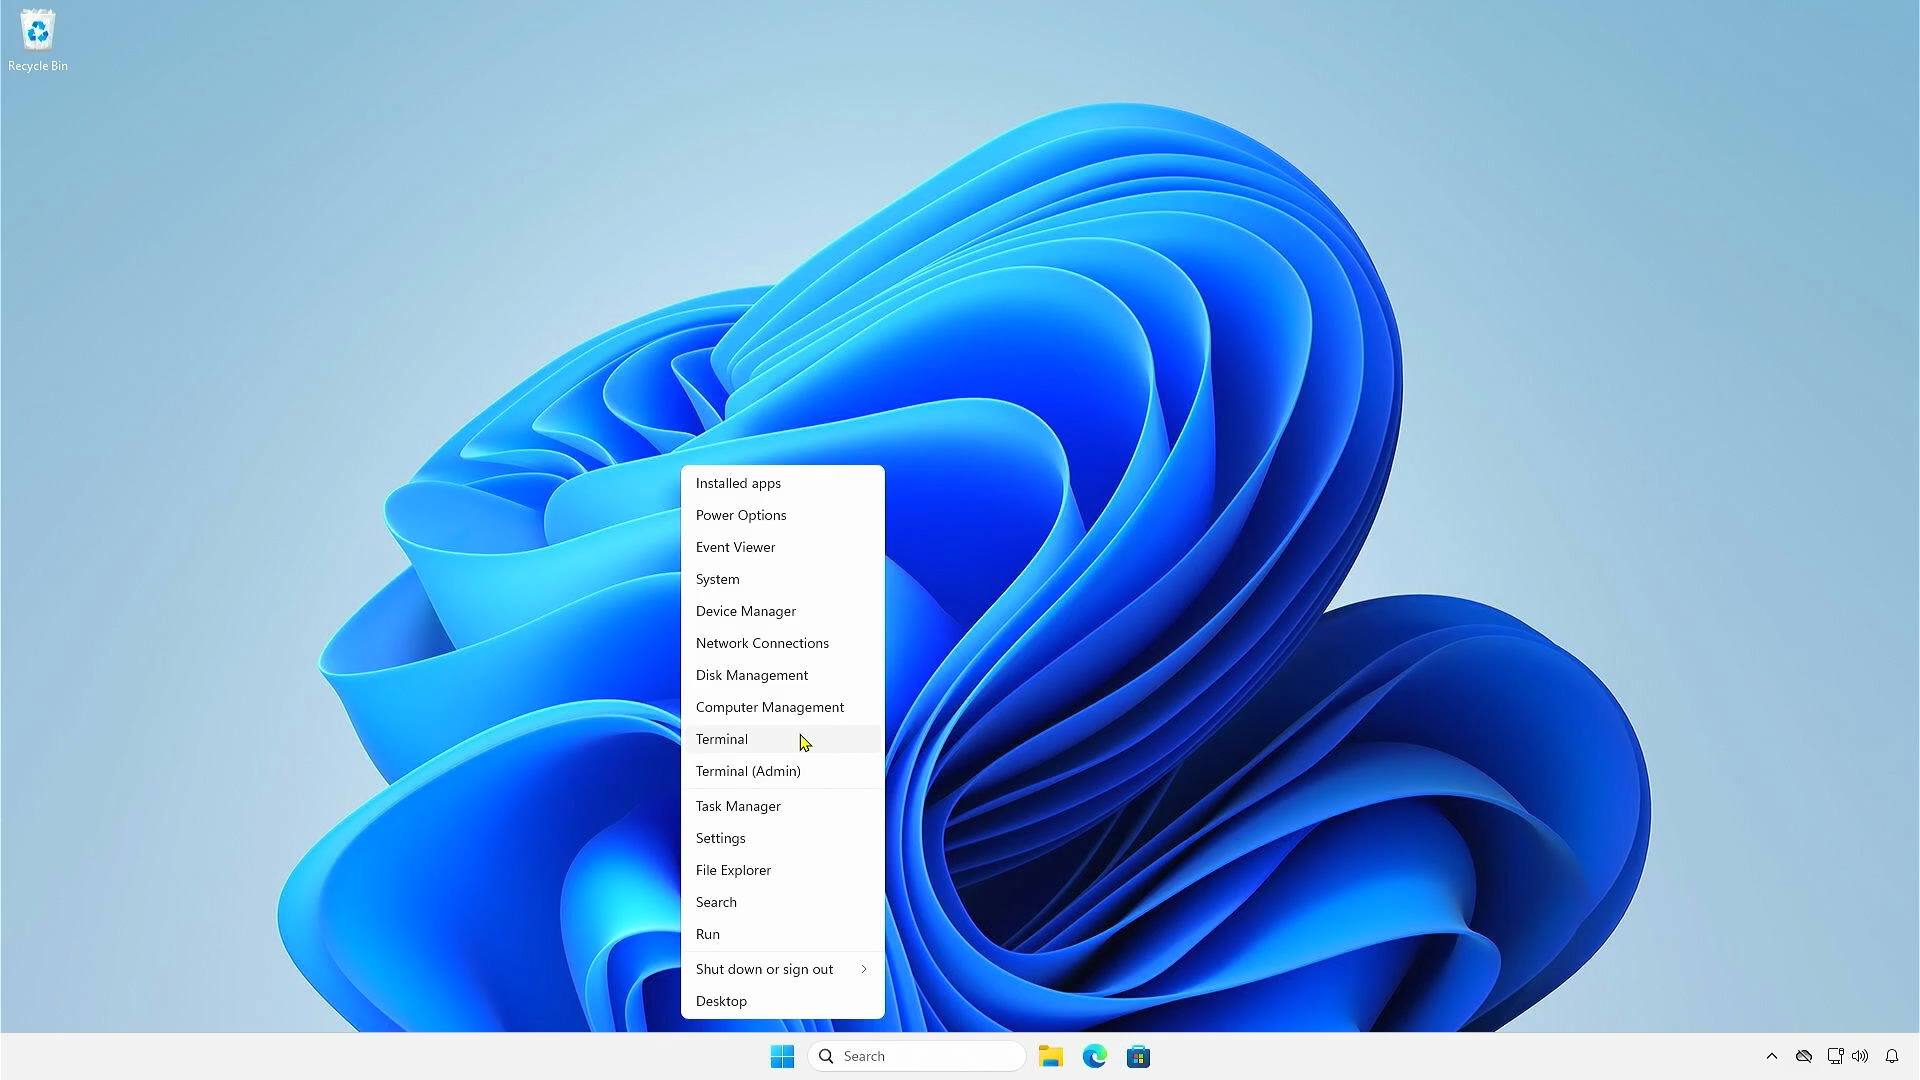 Recycle Bin
Installed apps
Power Options
Event Viewer
System
Device Manager
Network Connections
Disk Management
Computer Management
Terminal
Terminal (Admin)
Task Manager
Settings
File Explorer
Search
Run
Shut down or sign out
Desktop
Search